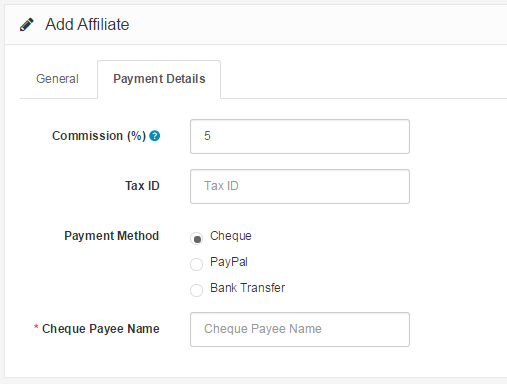 Add Affiliate
General Payment Details
Commission (%) ? 5
Tax ID Tax ID
Payment Method Cheque
PayPal
Bank Transfer
* Cheque Payee Name Cheque Payee Name